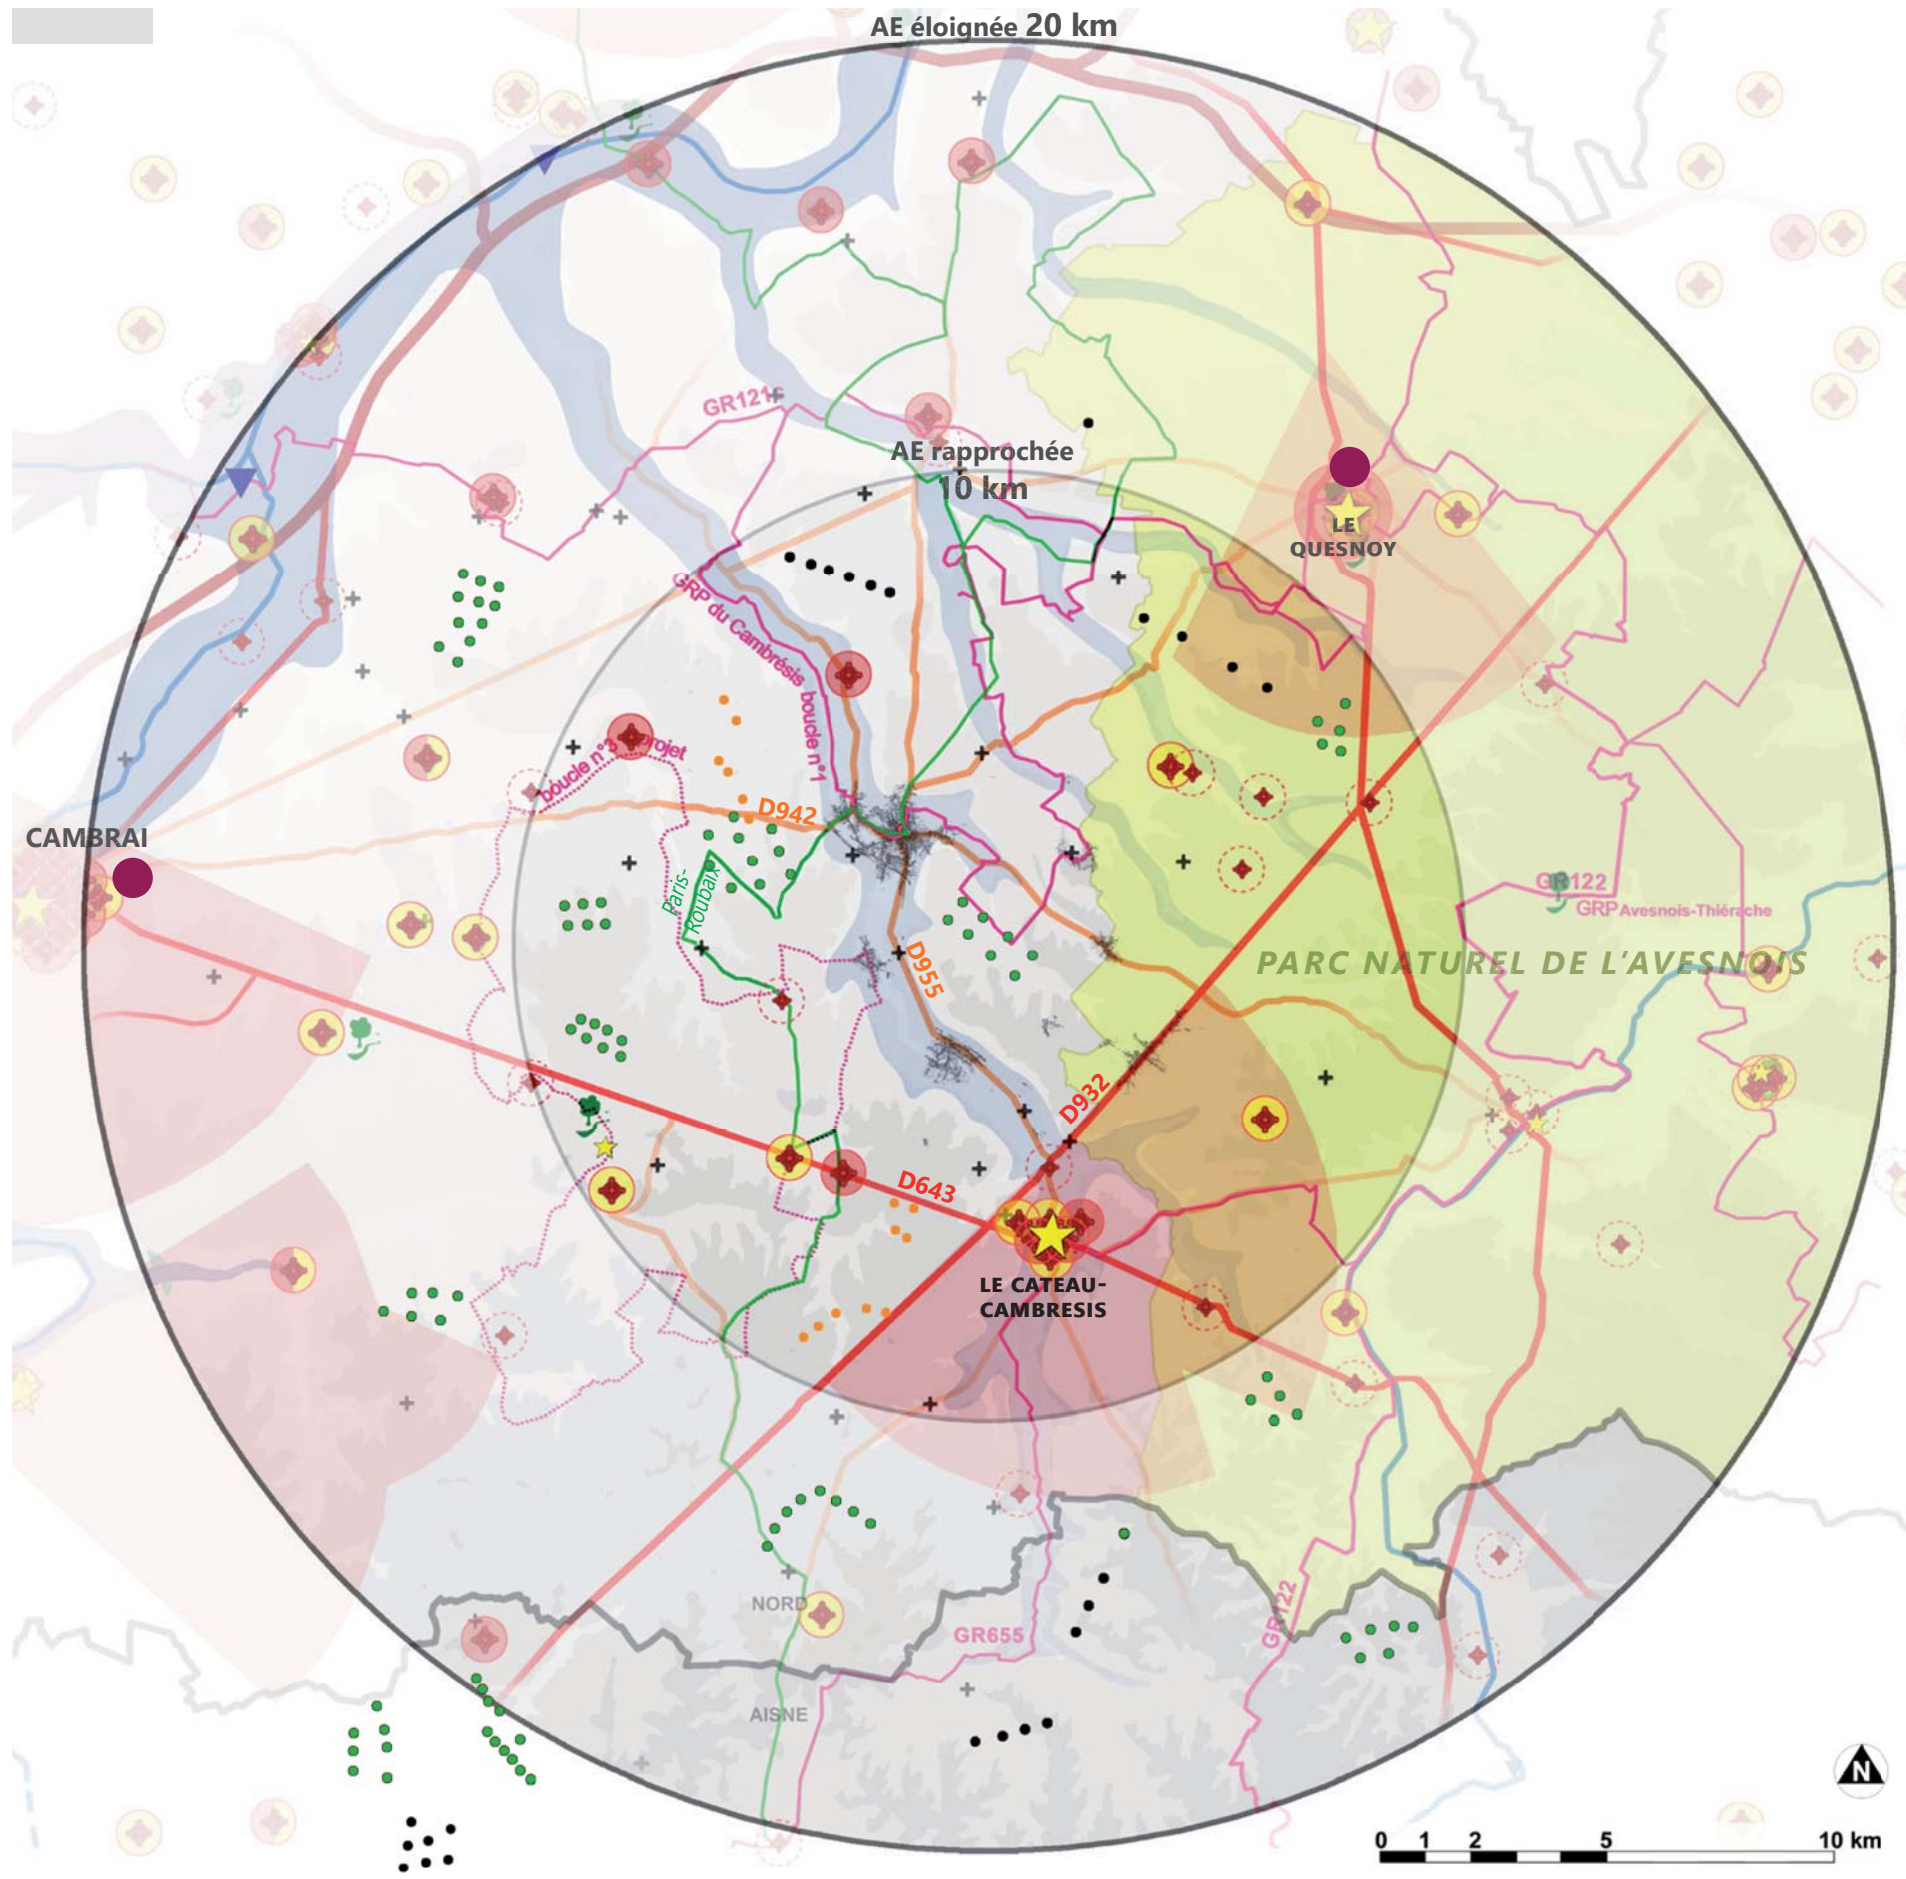 AE éloignée 20 km
GR121c
AE rapprochée
10 km
LE
QUESNOY
GRP du Cambrésis boucle n°1
boucle n°3 projet
D942
CAMBRAI
Paris-
Roubaix
GR122
GRP Avesnois-Thiérache
D955
PARC NATUREL DE L'AVESNOIS
D932
D643
LE CATEAU-
CAMBRESIS
NORD
GR655
GR122
AISNE
N
0 1 2 5 10 km